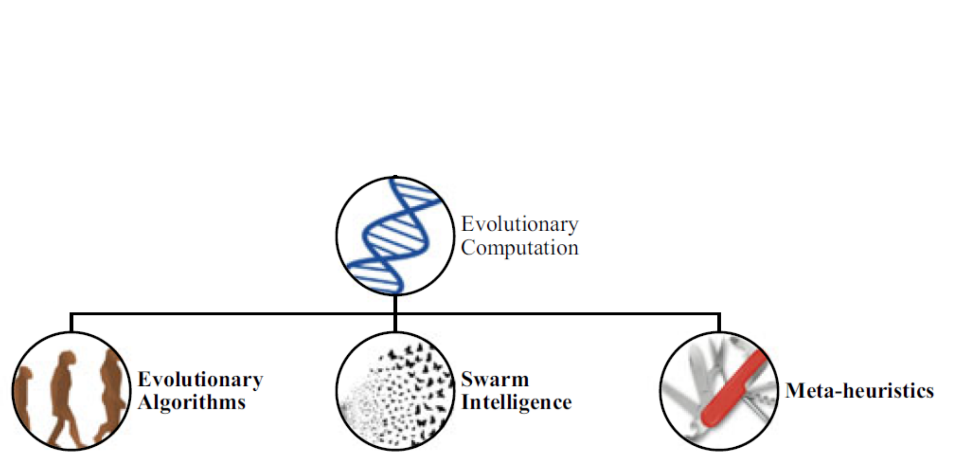 Evolutionary
Computation
Evolutionary
Algorithms
Swarm
Intelligence
Meta-heuristics